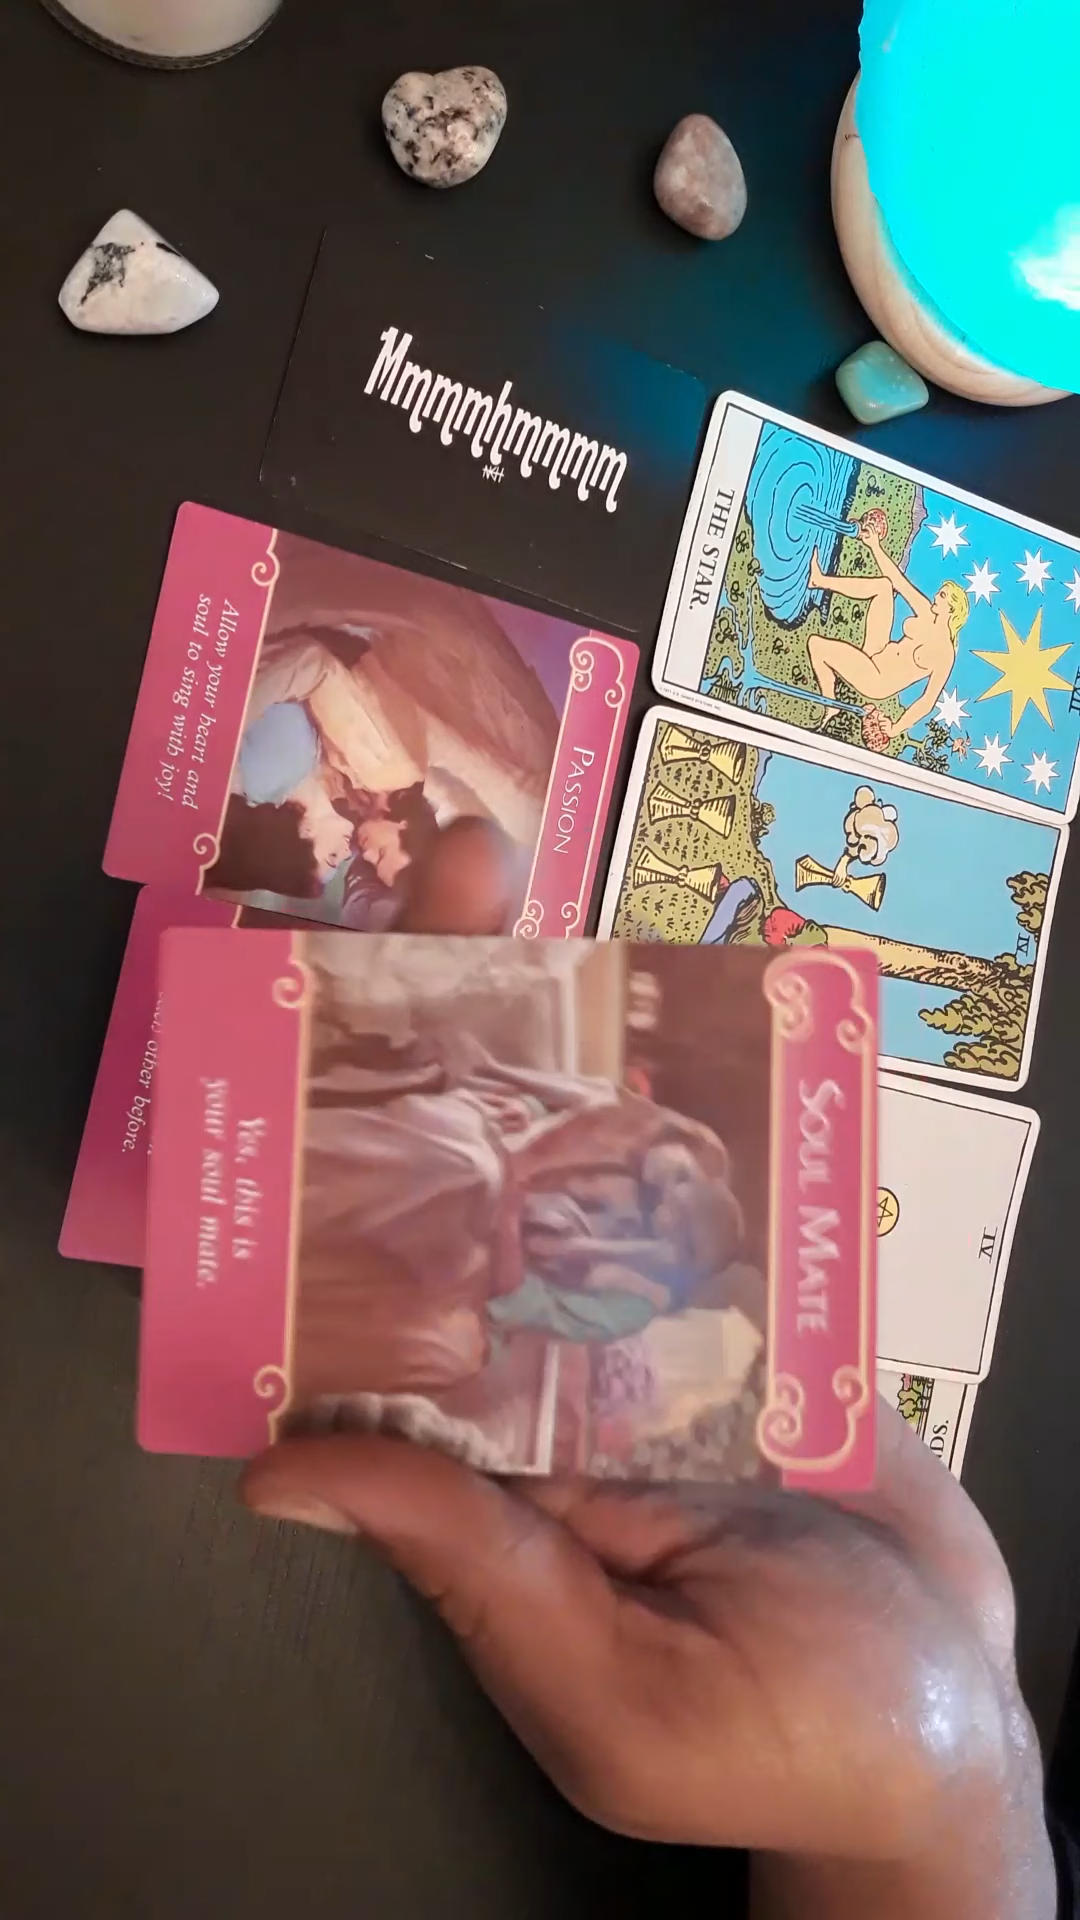 Mmmmhmmmm
THE STAR.
PASSION
Allow your heart and
soul to sing with joy!
IV
other before.
SOUL MATE
Yes, this is
your soul mate.
IV
DS.